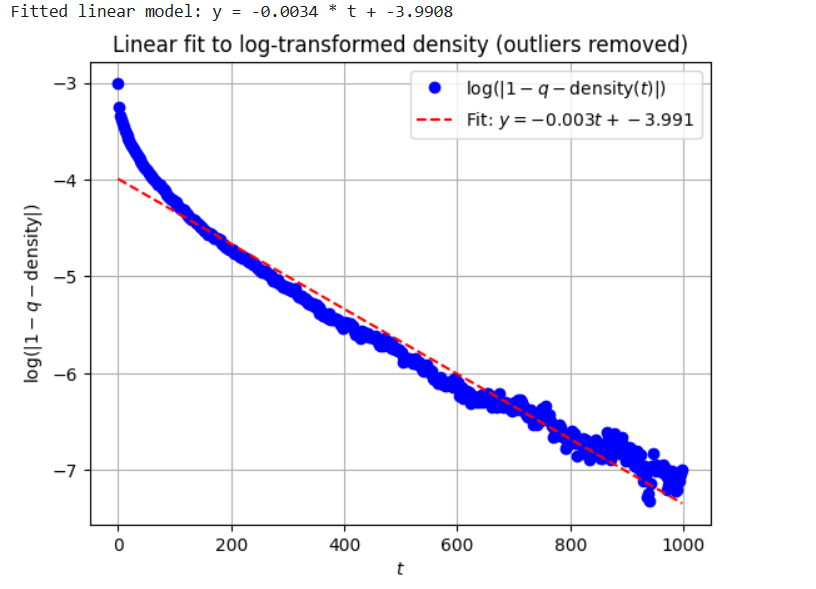 Fitted linear model: y = -0.0034 * t + -3.9908
Linear fit to log-transformed density (outliers removed)
log(|1 − q − density(t)|)
Fit: y = −0.003t + −3.991
log(|1 − q − density|)
−3
−4
−5
−6
−7
0 200 400 600 800 1000
t